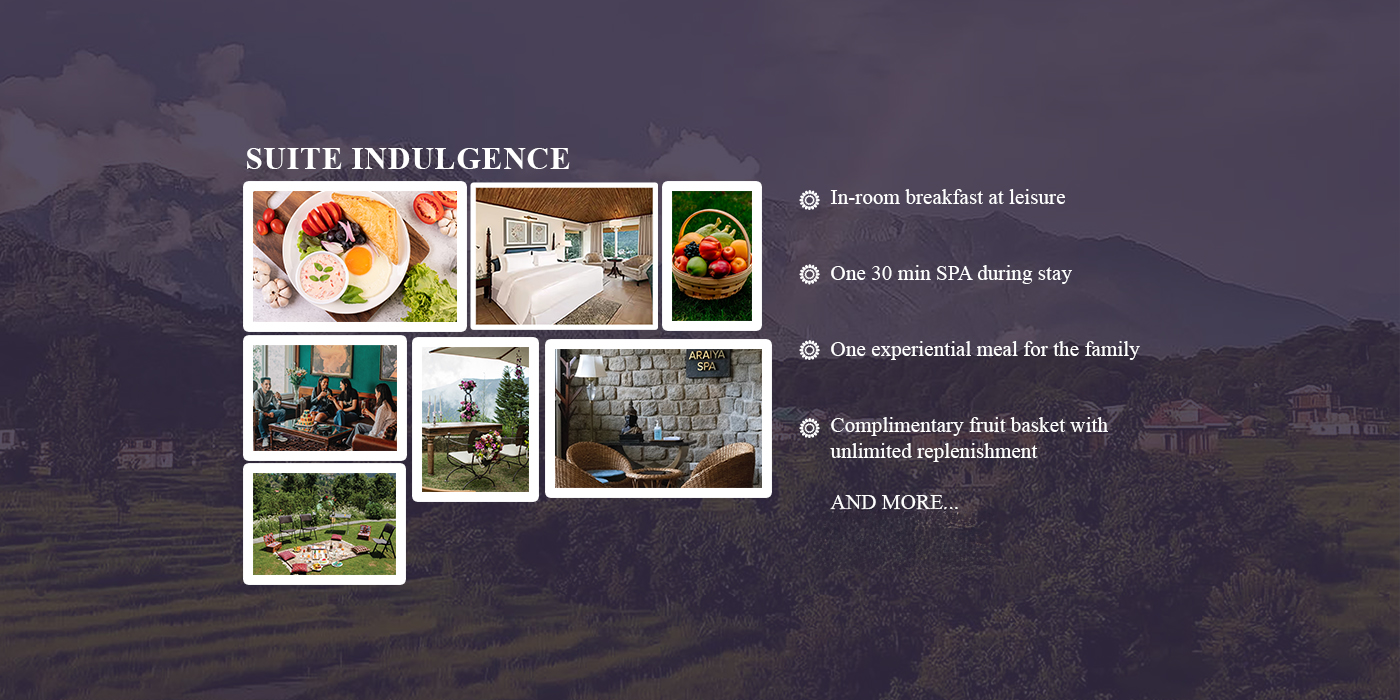 SUITE INDULGENCE
In-room breakfast at leisure
One 30 min SPA during stay
One experiential meal for the family
Complimentary fruit basket with
unlimited replenishment
AND MORE...
ARAIYA
SPA